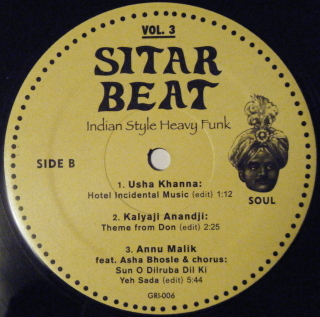 VOL. 3
SITAR
BEAT
Indian Style Heavy Funk
SIDE B
SOUL
1. Usha Khanna:
Hotel Incidental Music (edit) 1:12
2. Kalyaji Anandji:
Theme from Don (edit) 2:25
3. Annu Malik
feat. Asha Bhosle & chorus:
Sun O Dilruba Dil Ki
Yeh Sada (edit) 5:44
GRI-006